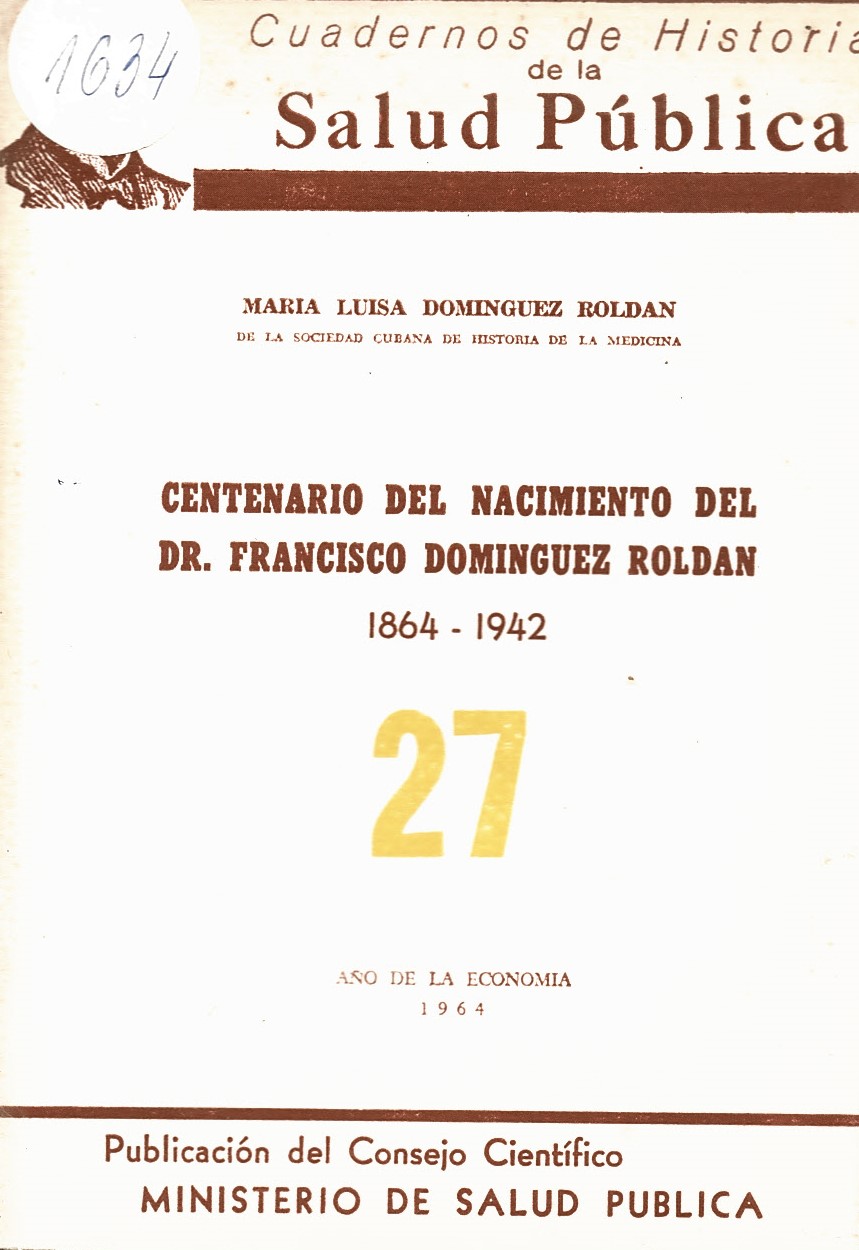 1634
Cuadernos de Historia
de la
Salud Pública
MARIA LUISA DOMINGUEZ ROLDAN
DE LA SOCIEDAD CUBANA DE HISTORIA DE LA MEDICINA
CENTENARIO DEL NACIMIENTO DEL
DR. FRANCISCO DOMINGUEZ ROLDAN
1864 - 1942
27
AÑO DE LA ECONOMIA
1964
Publicación del Consejo Científico
MINISTERIO DE SALUD PUBLICA